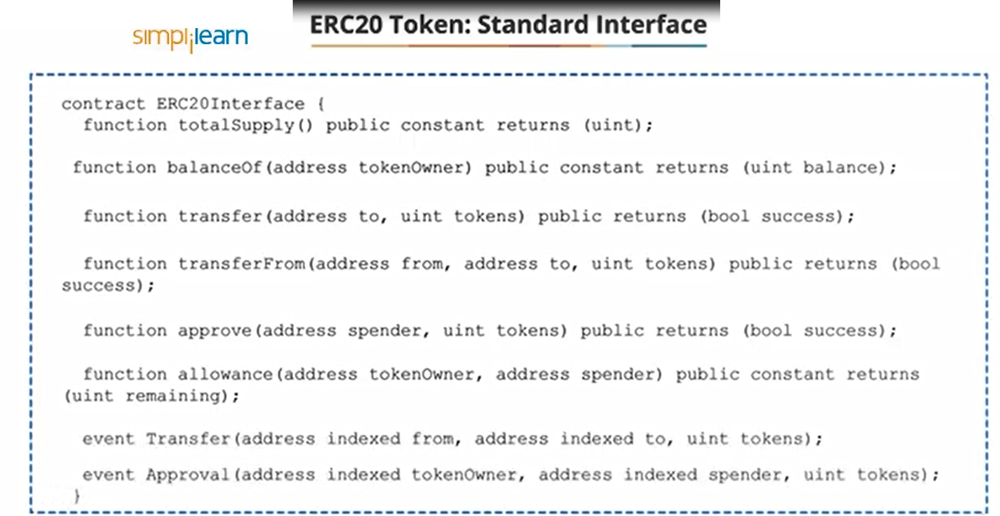 simplilearn
ERC20 Token: Standard Interface
contract ERC20Interface {
function totalSupply() public constant returns (uint);
function balanceOf(address tokenOwner) public constant returns (uint balance);
function transfer(address to, uint tokens) public returns (bool success);
function transferFrom(address from, address to, uint tokens) public returns (bool
success);
function approve(address spender, uint tokens) public returns (bool success);
function allowance(address tokenOwner, address spender) public constant returns
(uint remaining);
event Transfer(address indexed from, address indexed to, uint tokens);
event Approval(address indexed tokenOwner, address indexed spender, uint tokens);
}